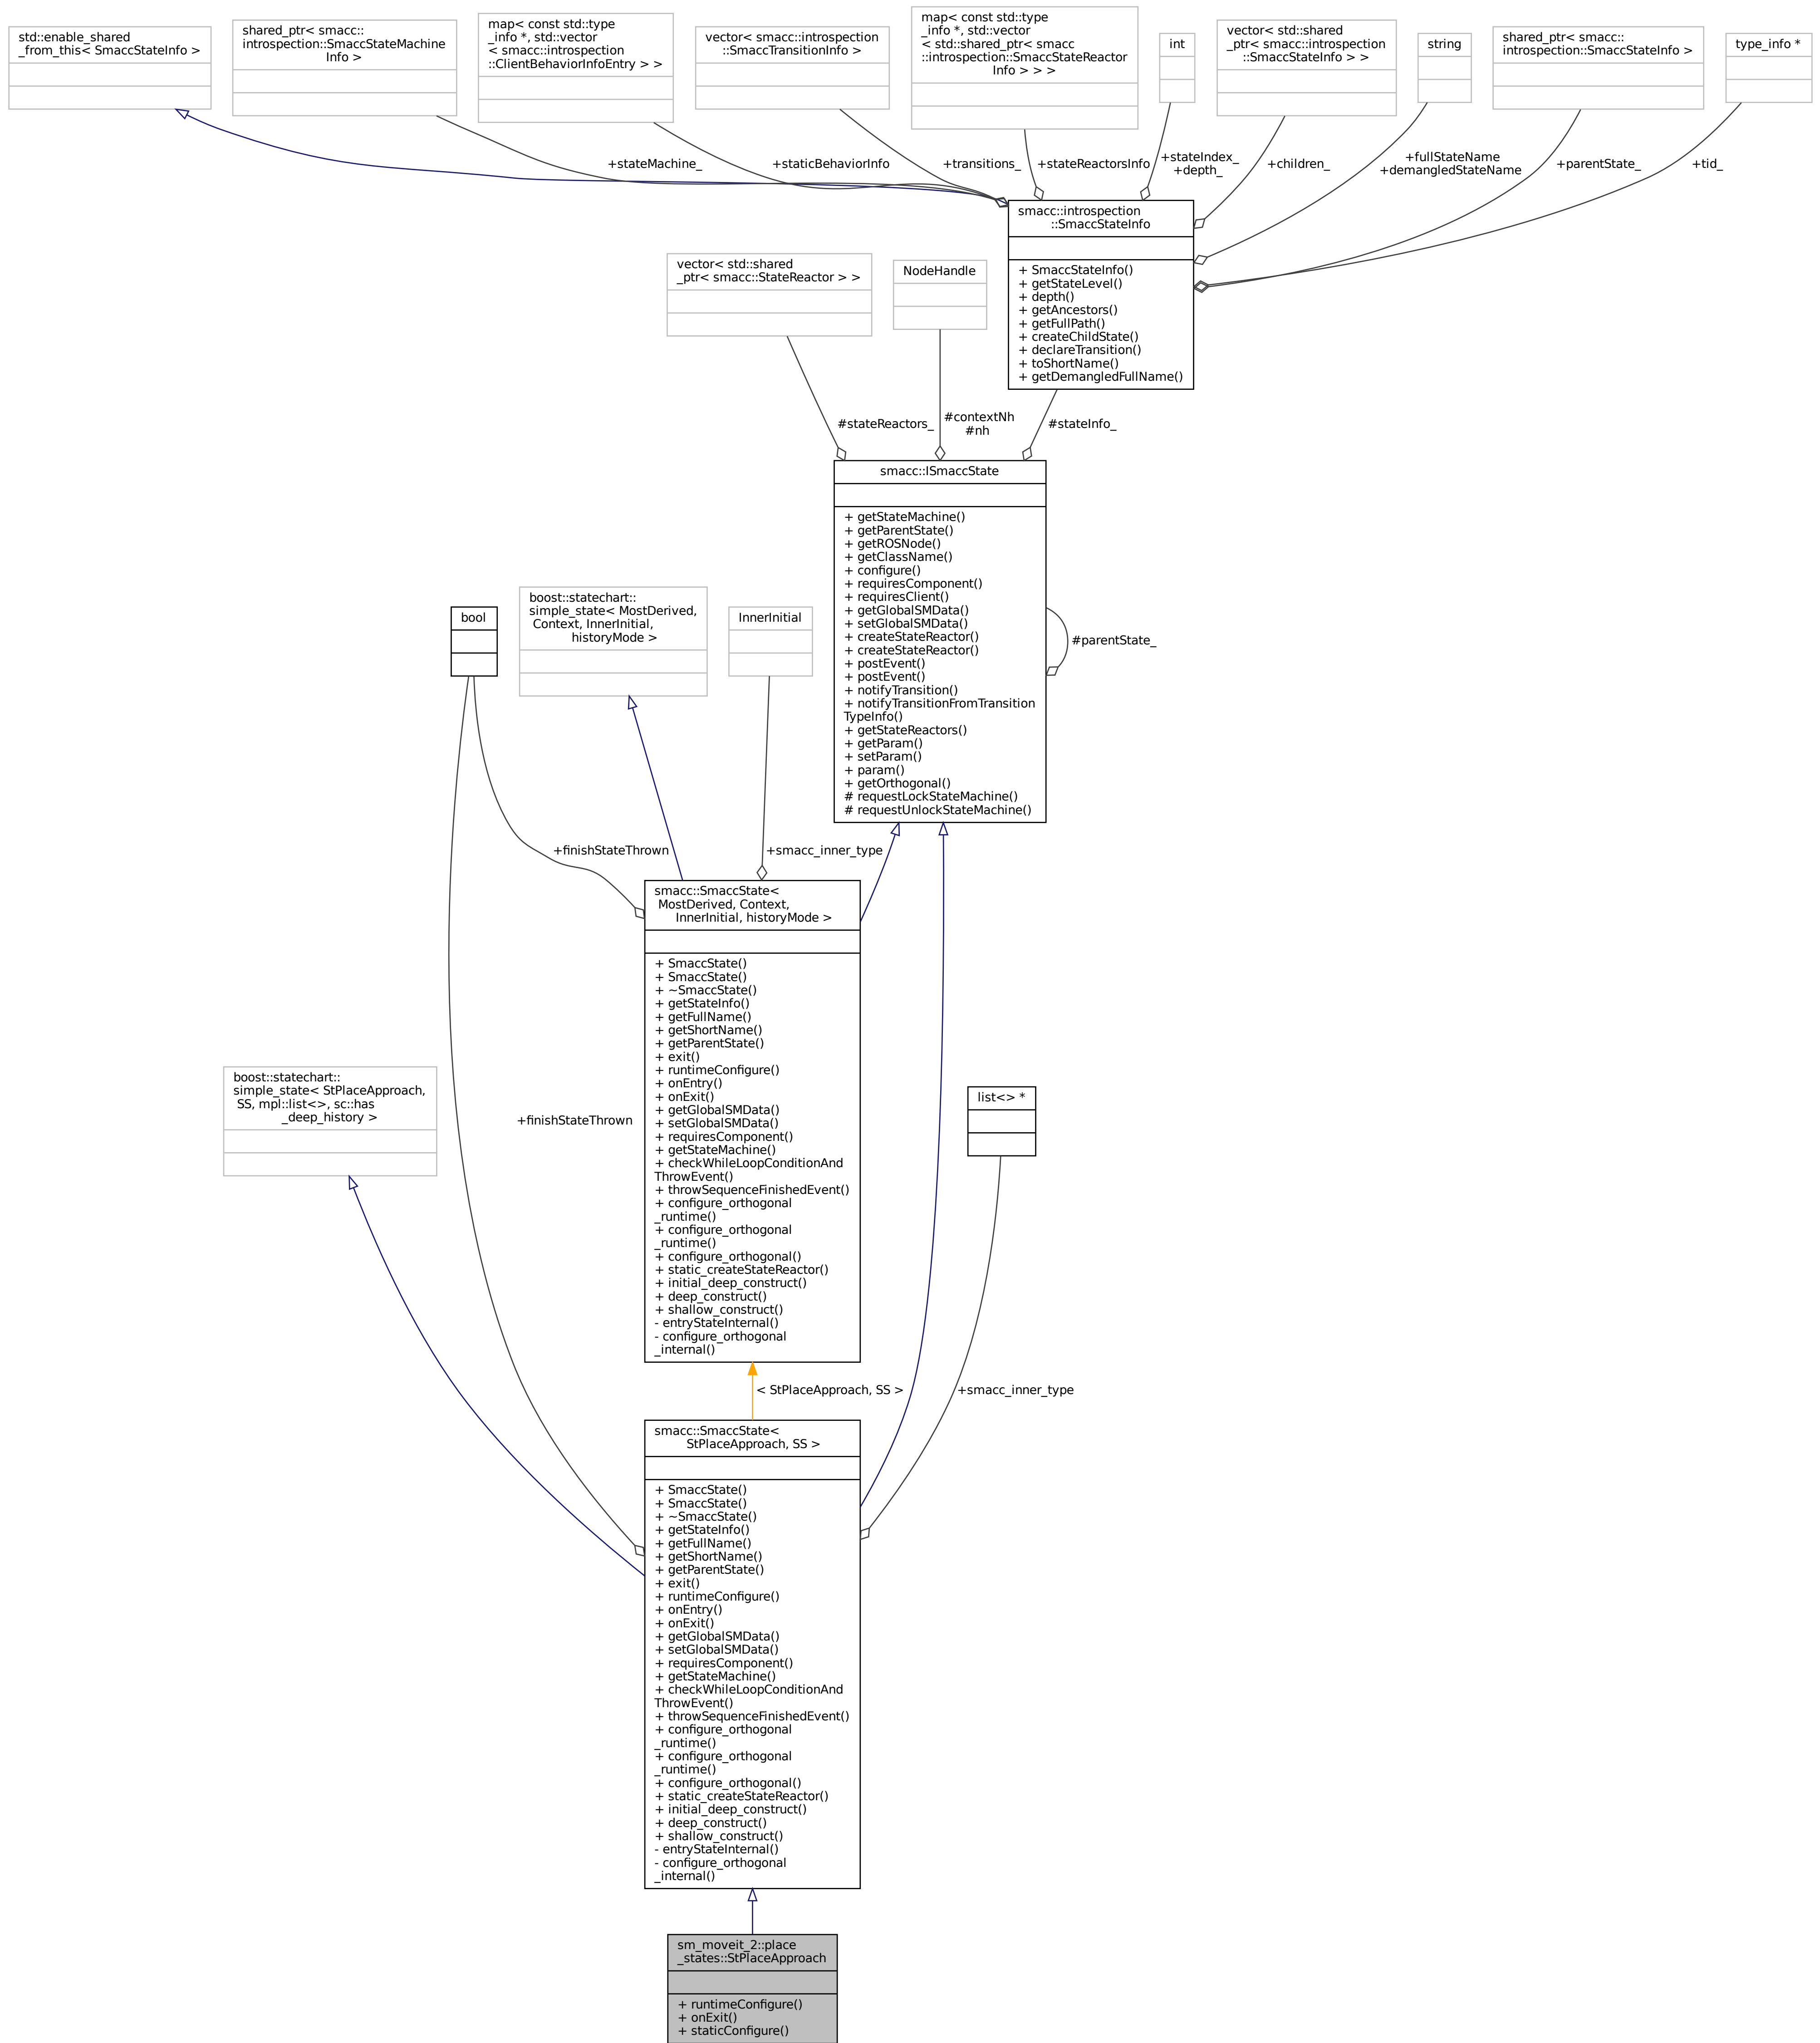 std::enable_shared
_from_this< SmaccStateInfo >
shared_ptr< smacc::
introspection::SmaccStateMachine
Info >
map< const std::type
_info *, std::vector
< smacc::introspection
::ClientBehaviorInfoEntry > >
vector< smacc::introspection
::SmaccTransitionInfo >
map< const std::type
_info *, std::vector
< std::shared_ptr< smacc
::introspection::SmaccStateReactor
Info > > >
int
vector< std::shared
_ptr< smacc::introspection
::SmaccStateInfo > >
string
shared_ptr< smacc::
introspection::SmaccStateInfo >
type_info *
+stateMachine_
+staticBehaviorInfo
+transitions_
+stateReactorsInfo
+stateIndex_
+depth_
+children_
+fullStateName
+demangledStateName
+parentState_
+tid_
smacc::introspection
::SmaccStateInfo
+ SmaccStateInfo()
+ getStateLevel()
+ depth()
+ getAncestors()
+ getFullPath()
+ createChildState()
+ declareTransition()
+ toShortName()
+ getDemangledFullName()
vector< std::shared
_ptr< smacc::StateReactor > >
NodeHandle
#stateReactors_
#contextNh
#nh
#stateInfo_
smacc::ISmaccState
+ getStateMachine()
+ getParentState()
+ getROSNode()
+ getClassName()
+ configure()
+ requiresComponent()
+ requiresClient()
+ getGlobalSMData()
+ setGlobalSMData()
+ createStateReactor()
+ createStateReactor()
+ postEvent()
+ postEvent()
+ notifyTransition()
+ notifyTransitionFromTransition
TypeInfo()
+ getStateReactors()
+ getParam()
+ setParam()
+ param()
+ getOrthogonal()
# requestLockStateMachine()
# requestUnlockStateMachine()
#parentState_
bool
boost::statechart::
simple_state< MostDerived,
Context, InnerInitial,
historyMode >
InnerInitial
+finishStateThrown
+smacc_inner_type
smacc::SmaccState<
MostDerived, Context,
InnerInitial, historyMode >
+ SmaccState()
+ SmaccState()
+ ~SmaccState()
+ getStateInfo()
+ getFullName()
+ getShortName()
+ getParentState()
+ exit()
+ runtimeConfigure()
+ onEntry()
+ onExit()
+ getGlobalSMData()
+ setGlobalSMData()
+ requiresComponent()
+ getStateMachine()
+ checkWhileLoopConditionAnd
ThrowEvent()
+ throwSequenceFinishedEvent()
+ configure_orthogonal
_runtime()
+ configure_orthogonal
_runtime()
+ configure_orthogonal()
+ static_createStateReactor()
+ initial_deep_construct()
+ deep_construct()
+ shallow_construct()
- entryStateInternal()
- configure_orthogonal
_internal()
boost::statechart::
simple_state< StPlaceApproach,
SS, mpl::list<>, sc::has
_deep_history >
+finishStateThrown
list<> *
< StPlaceApproach, SS >
+smacc_inner_type
smacc::SmaccState<
StPlaceApproach, SS >
+ SmaccState()
+ SmaccState()
+ ~SmaccState()
+ getStateInfo()
+ getFullName()
+ getShortName()
+ getParentState()
+ exit()
+ runtimeConfigure()
+ onEntry()
+ onExit()
+ getGlobalSMData()
+ setGlobalSMData()
+ requiresComponent()
+ getStateMachine()
+ checkWhileLoopConditionAnd
ThrowEvent()
+ throwSequenceFinishedEvent()
+ configure_orthogonal
_runtime()
+ configure_orthogonal
_runtime()
+ configure_orthogonal()
+ static_createStateReactor()
+ initial_deep_construct()
+ deep_construct()
+ shallow_construct()
- entryStateInternal()
- configure_orthogonal
_internal()
sm_moveit_2::place
_states::StPlaceApproach
+ runtimeConfigure()
+ onExit()
+ staticConfigure()